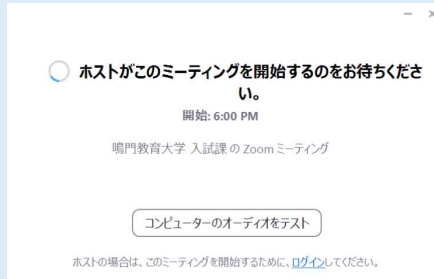 ホストがこのミーティングを開始するのをお待ちくださ
い。
開始: 6:00 PM
鳴門教育大学 入試課 の Zoom ミーティング
コンピューターのオーディオをテスト
ホストの場合は、このミーティングを開始するために、ログインしてください。